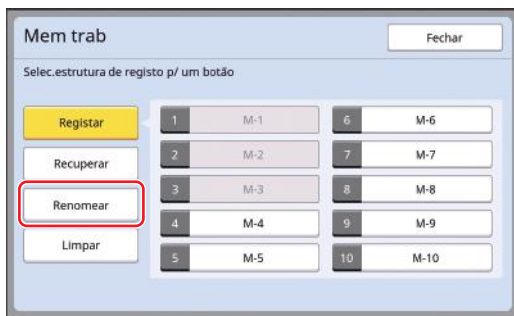 Mem trab
Fechar
Selec.estrutura de registo p/ um botão
Registar
Recuperar
Renomear
Limpar
1 M-1
2 M-2
3 M-3
4 M-4
5 M-5
6 M-6
7 M-7
8 M-8
9 M-9
10 M-10